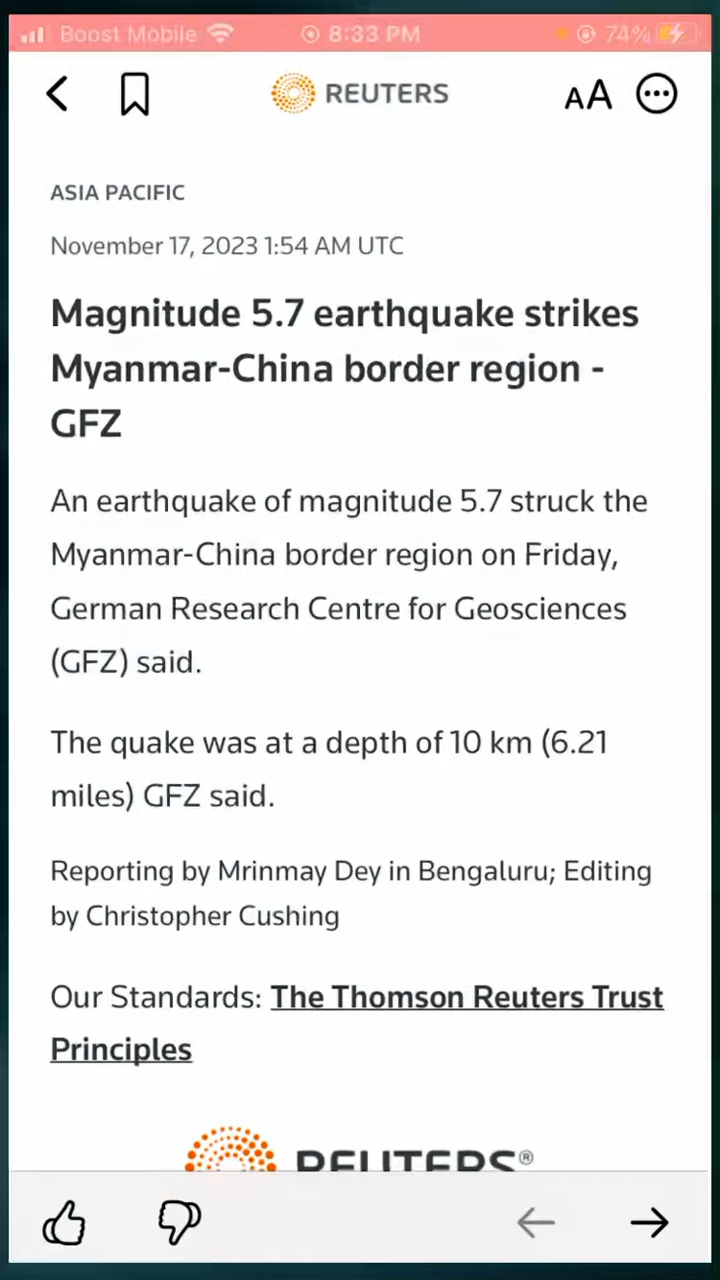 Boost Mobile 8:33 PM 74%
REUTERS AA
ASIA PACIFIC
November 17, 2023 1:54 AM UTC
Magnitude 5.7 earthquake strikes
Myanmar-China border region -
GFZ
An earthquake of magnitude 5.7 struck the
Myanmar-China border region on Friday,
German Research Centre for Geosciences
(GFZ) said.
The quake was at a depth of 10 km (6.21
miles) GFZ said.
Reporting by Mrinmay Dey in Bengaluru; Editing
by Christopher Cushing
Our Standards: The Thomson Reuters Trust
Principles
REUTERS®